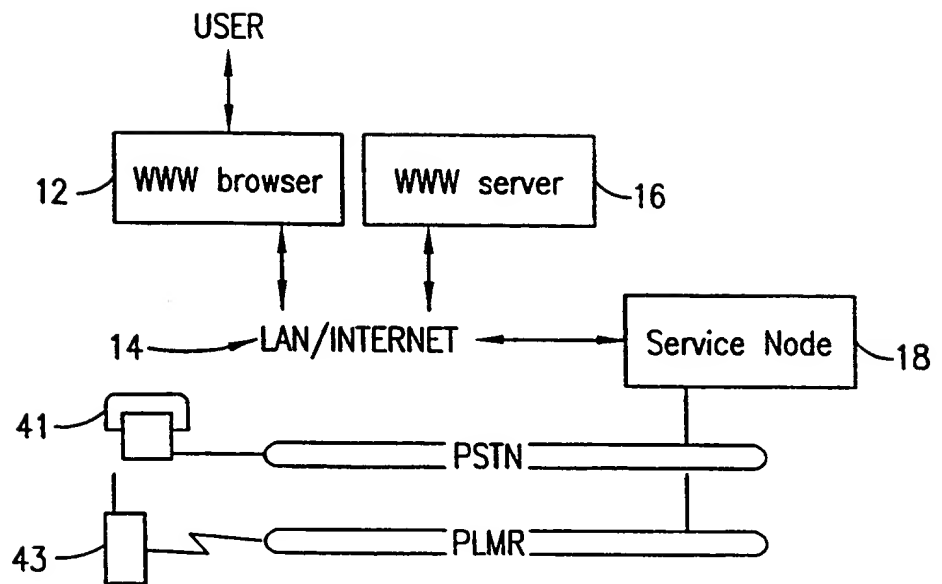 USER
12
WWW browser
WWW server
16
14
LAN/INTERNET
Service Node
18
41
PSTN
43
PLMR